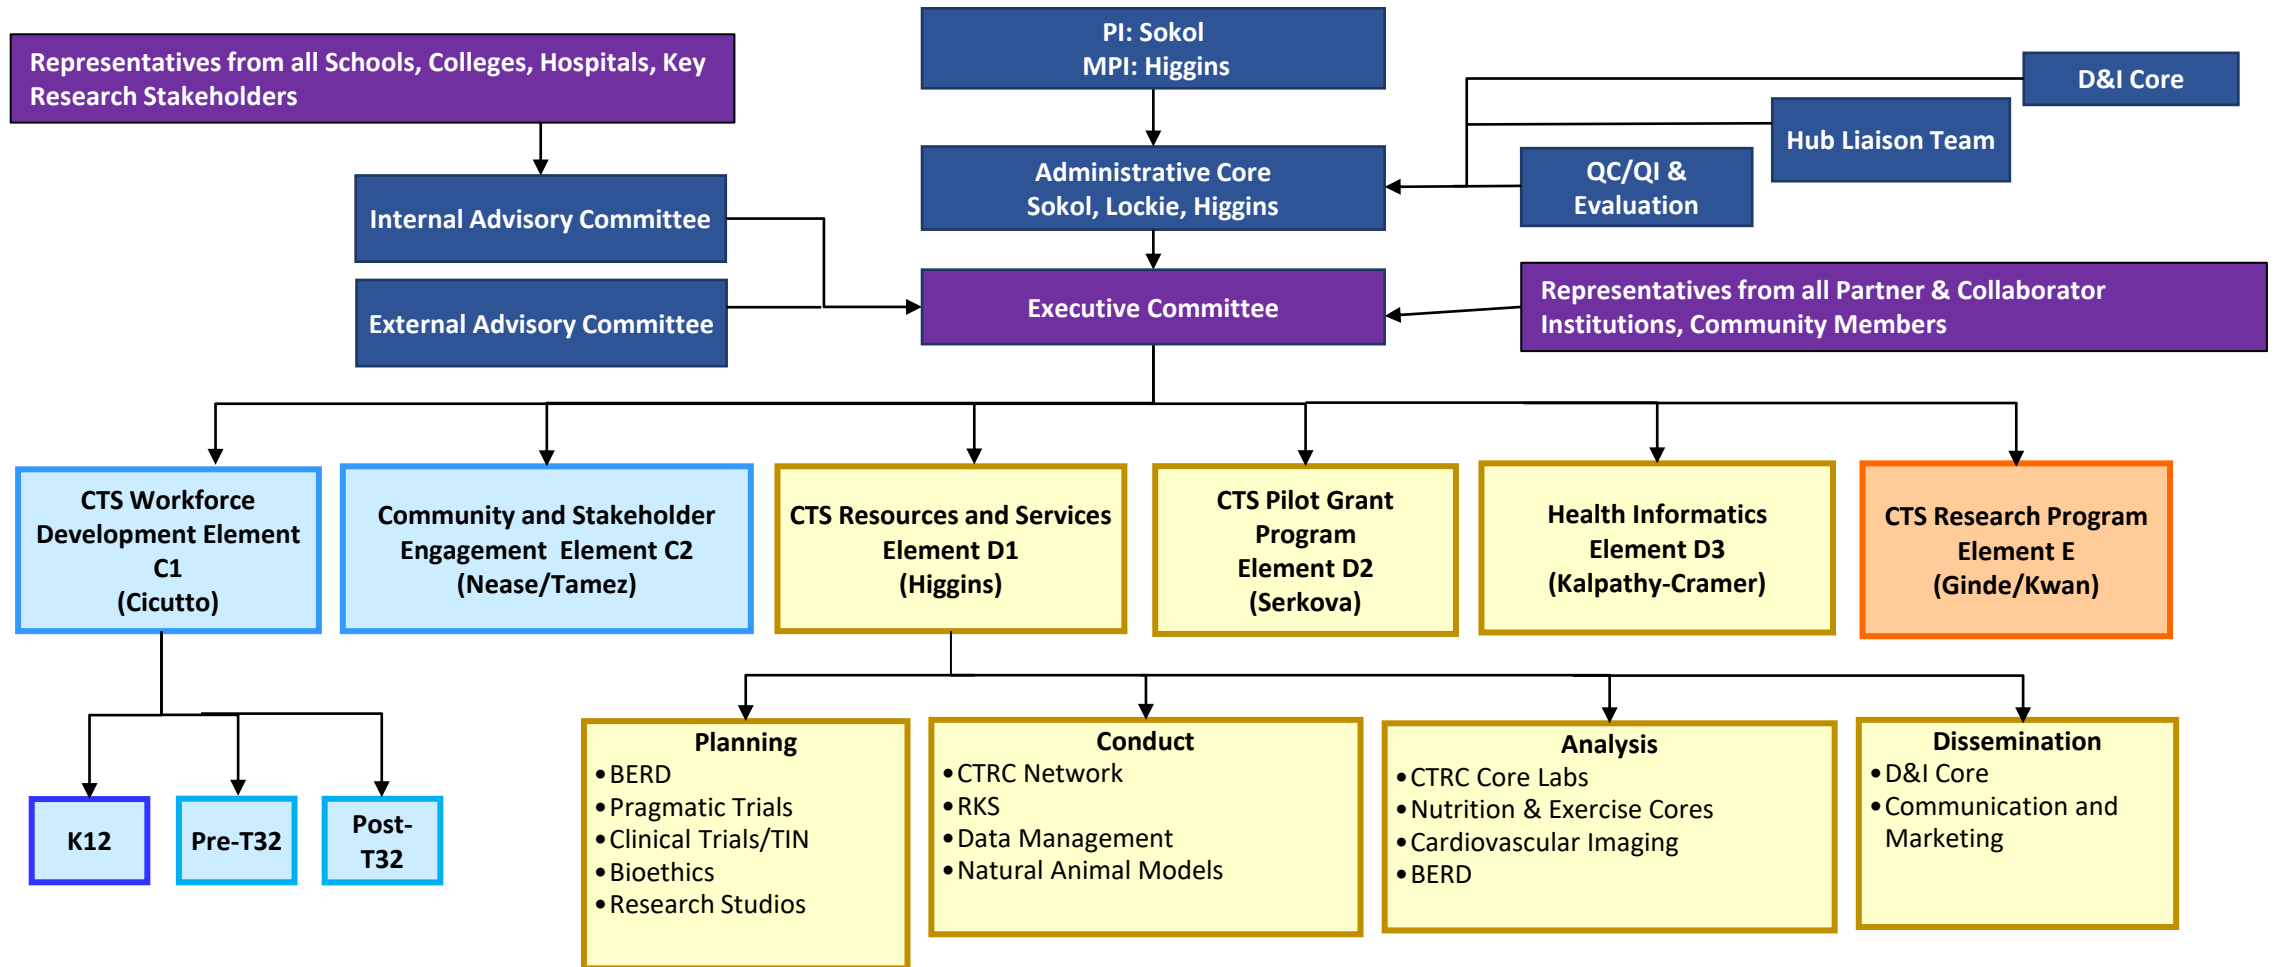 PI: Sokol
MPI: Higgins
Representatives from all Schools, Colleges, Hospitals, Key
Research Stakeholders
D&I Core
Hub Liaison Team
QC/QI &
Evaluation
Administrative Core
Sokol, Lockie, Higgins
Internal Advisory Committee
External Advisory Committee
Executive Committee
Representatives from all Partner & Collaborator
Institutions, Community Members
CTS Workforce
Development Element
C1
(Cicutto)
Community and Stakeholder
Engagement  Element C2
(Nease/Tamez)
CTS Resources and Services
Element D1
(Higgins)
CTS Pilot Grant
Program
Element D2
(Serkova)
Health Informatics
Element D3
(Kalpathy-Cramer)
CTS Research Program
Element E
(Ginde/Kwan)
K12
Pre-T32
Post-
T32
Planning
•BERD
•Pragmatic Trials
•Clinical Trials/TIN
•Bioethics
•Research Studios
Conduct
•CTRC Network
•RKS
•Data Management
•Natural Animal Models
Analysis
•CTRC Core Labs
•Nutrition & Exercise Cores
•Cardiovascular Imaging
•BERD
Dissemination
•D&I Core
•Communication and
Marketing